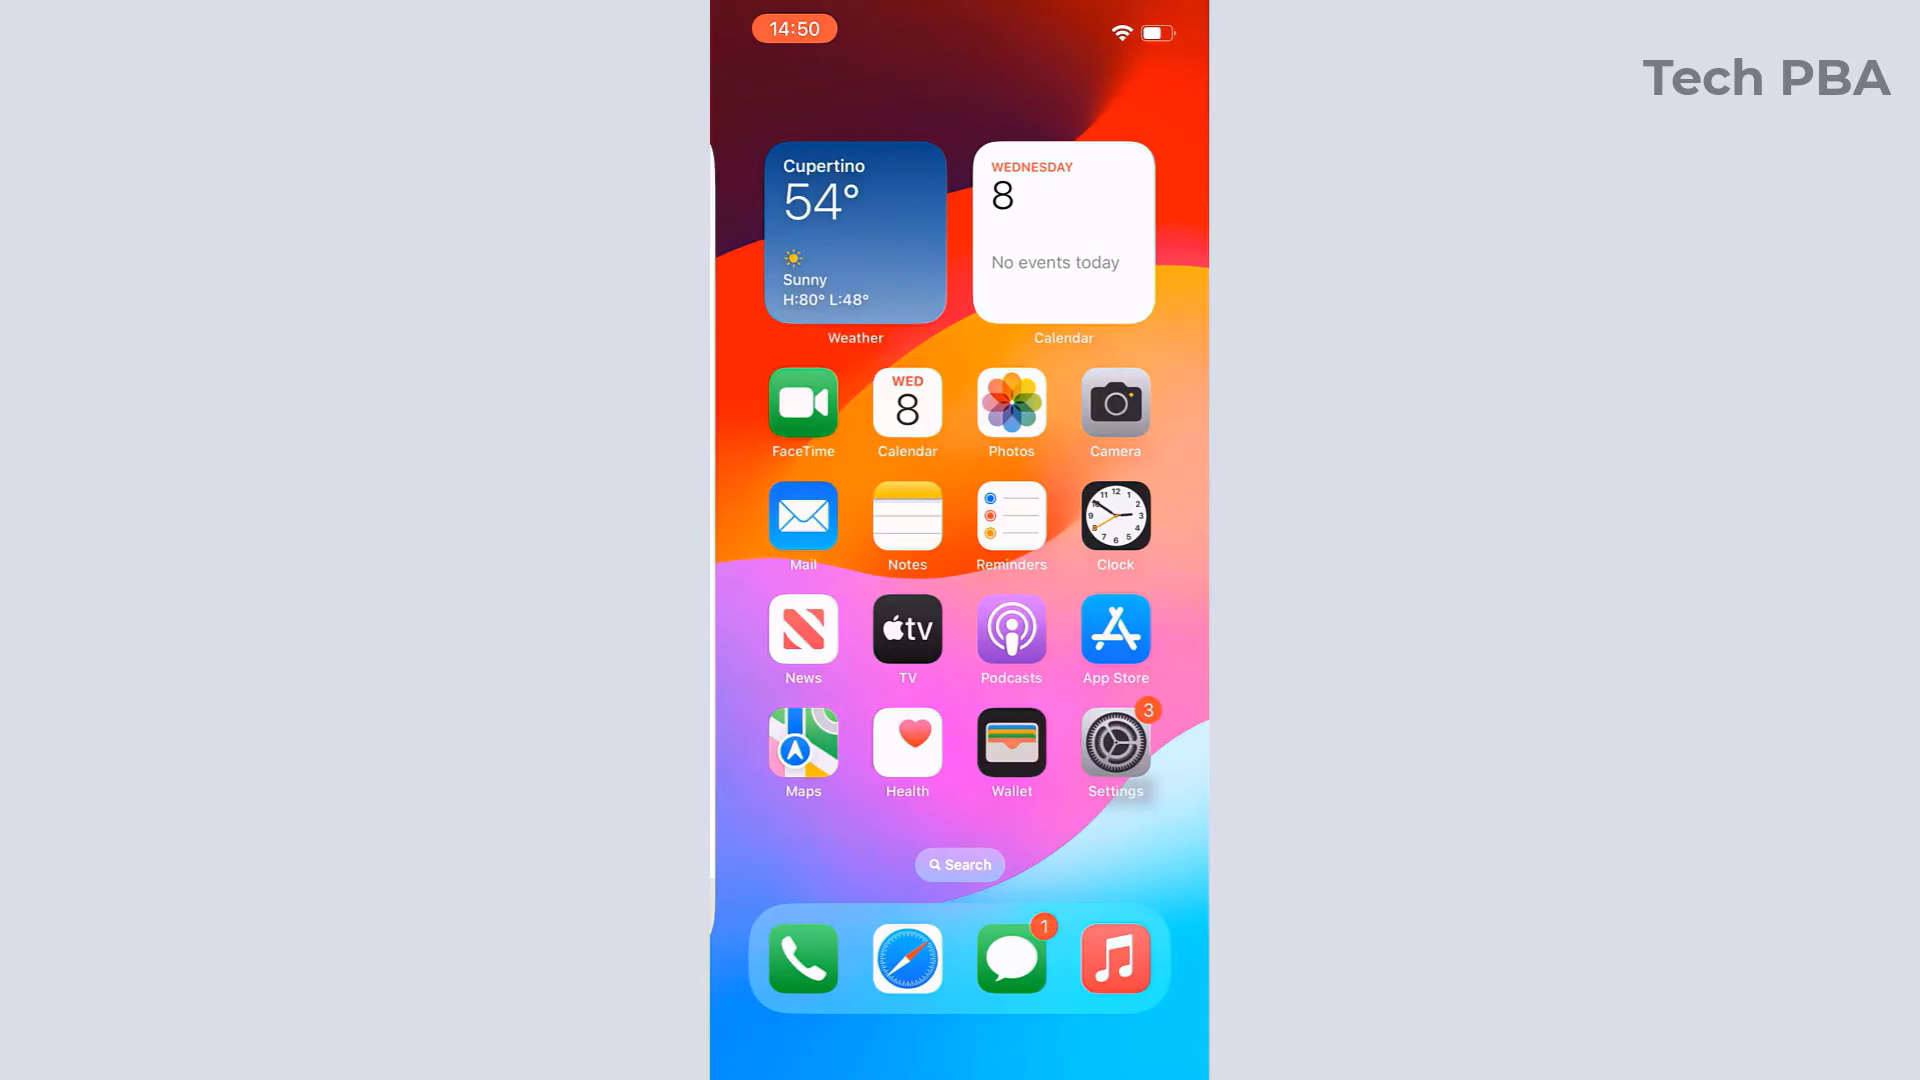 14:50
Tech PBA
Cupertino
54°
Sunny
H:80° L:48°
Weather
WEDNESDAY
8
No events today
Calendar
FaceTime
WED
8
Calendar
Photos
Camera
Mail
Notes
Reminders
Clock
News
tv
TV
Podcasts
App Store
Maps
Health
Wallet
3
Settings
Search
1